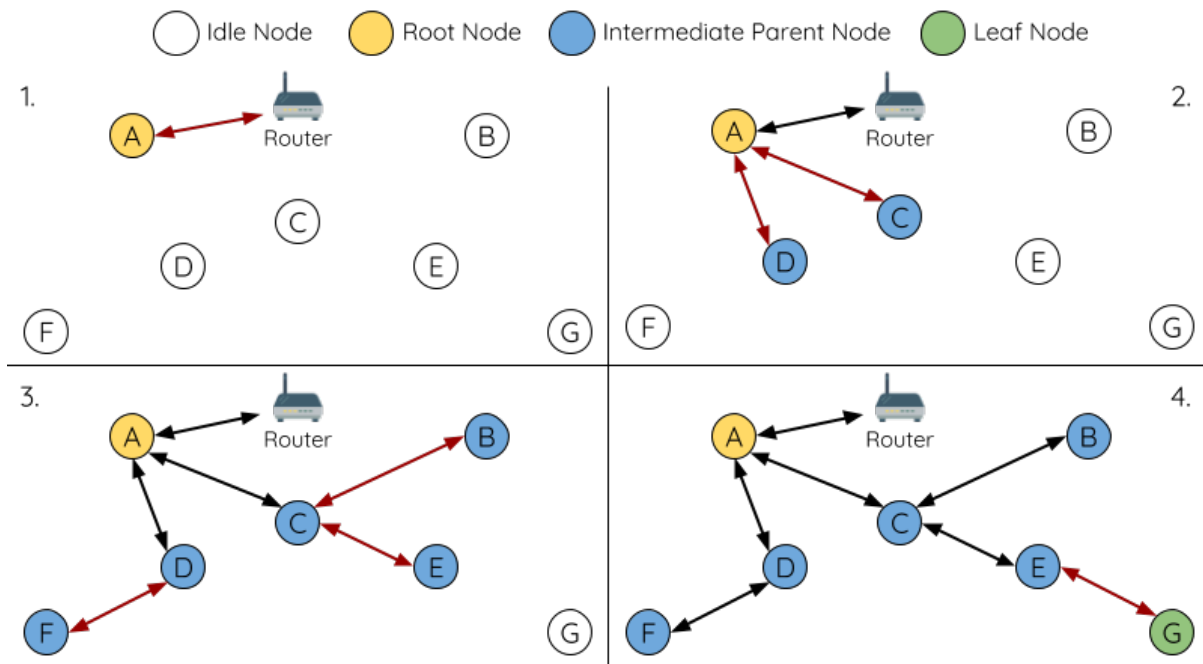 Idle Node Root Node Intermediate Parent Node Leaf Node
1.
A
Router
B
C
D
E
F
G
2.
A
Router
B
C
D
E
F
G
3.
A
Router
B
C
D
E
F
G
4.
A
Router
B
C
D
E
F
G